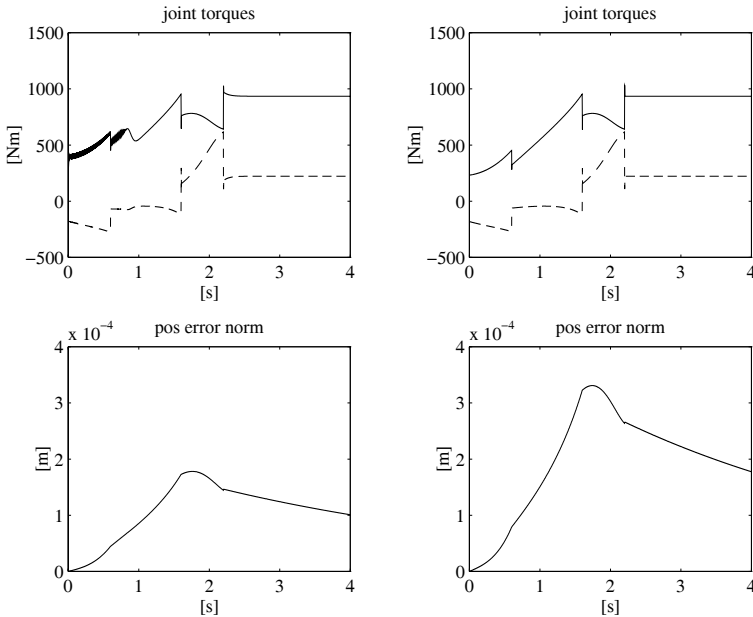 joint torques
1500
1000
500
0
−500
[Nm]
0 1 2 3 4
[s]
joint torques
1500
1000
500
0
−500
[Nm]
0 1 2 3 4
[s]
x 10−4
pos error norm
4
3
2
1
0
[m]
0 1 2 3 4
[s]
x 10−4
pos error norm
4
3
2
1
0
[m]
0 1 2 3 4
[s]